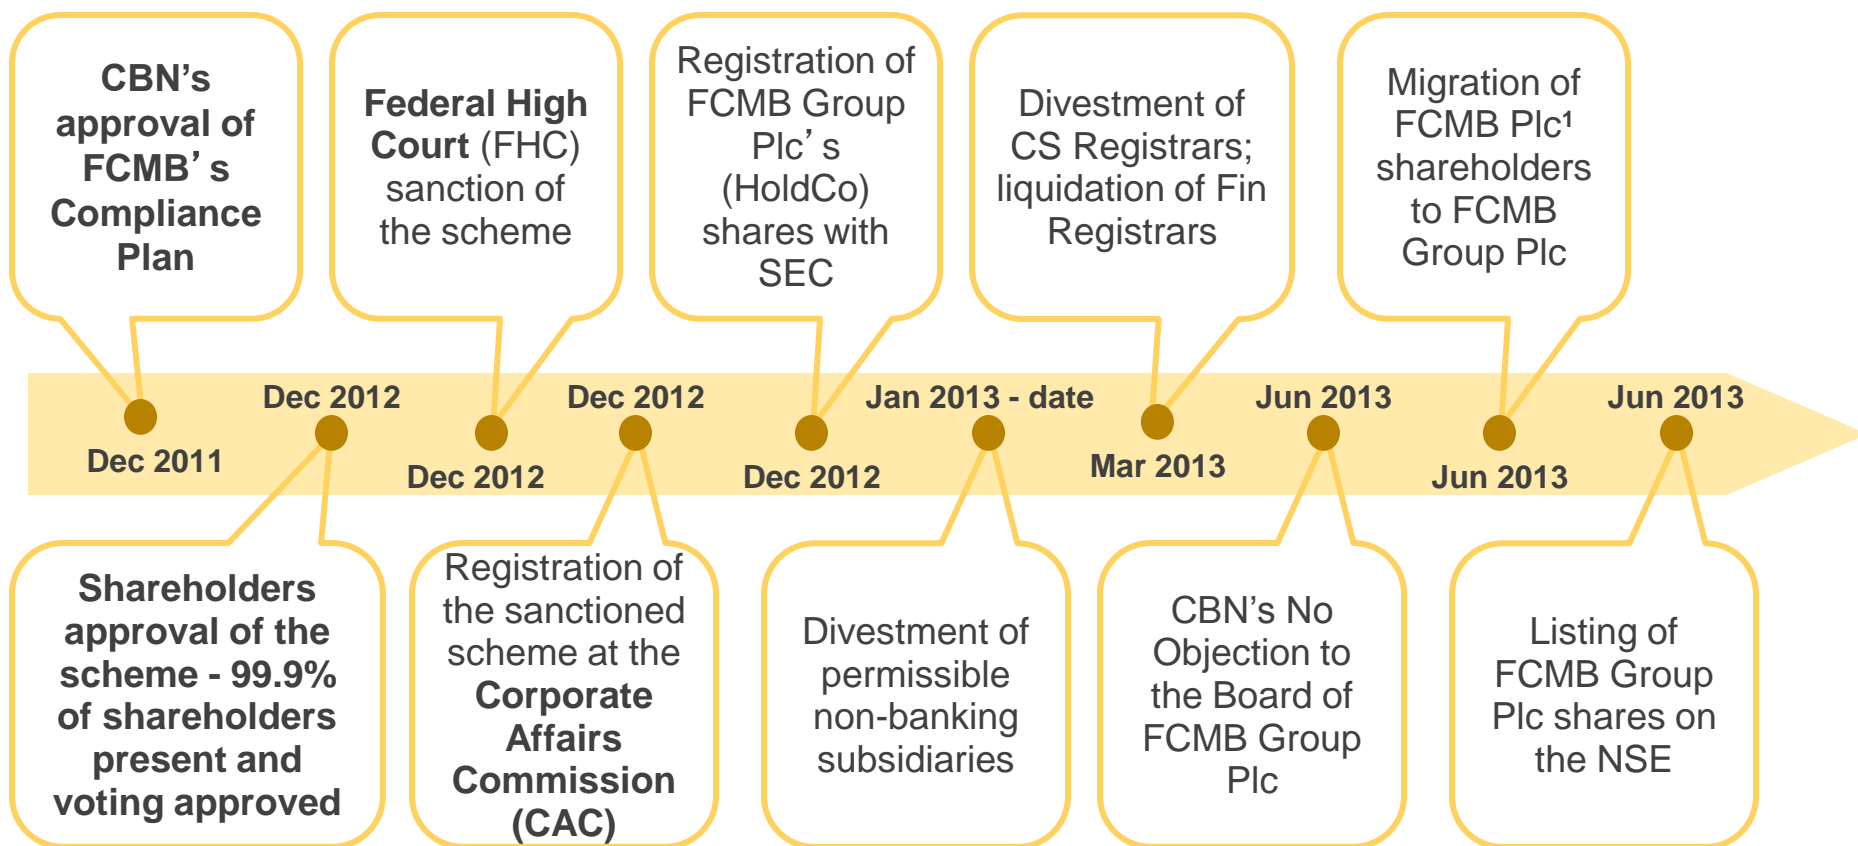 CBN’s
approval of
FCMB’ s
Compliance
Plan
Federal High
Court (FHC)
sanction of
the scheme
Registration of
FCMB Group
Plc’ s
(HoldCo)
shares with
SEC
Divestment of
CS Registrars;
liquidation of Fin
Registrars
Migration of
FCMB Plc¹
shareholders
to FCMB
Group Plc
Dec 2011
Dec 2012
Dec 2012
Dec 2012
Dec 2012
Jan 2013 - date
Mar 2013
Jun 2013
Jun 2013
Jun 2013
Shareholders
approval of the
scheme - 99.9%
of shareholders
present and
voting approved
Registration of
the sanctioned
scheme at the
Corporate
Affairs
Commission
(CAC)
Divestment of
permissible
non-banking
subsidiaries
CBN’s No
Objection to
the Board of
FCMB Group
Plc
Listing of
FCMB Group
Plc shares on
the NSE